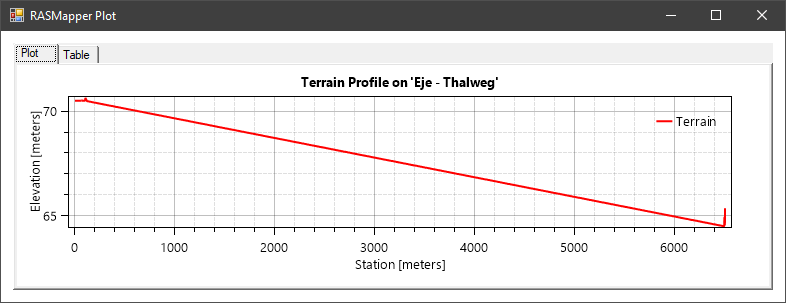 RASMapper Plot
Plot Table
Terrain Profile on 'Eje - Thalweg'
Elevation [meters]
70
65
Terrain
0 1000 2000 3000 4000 5000 6000
Station [meters]